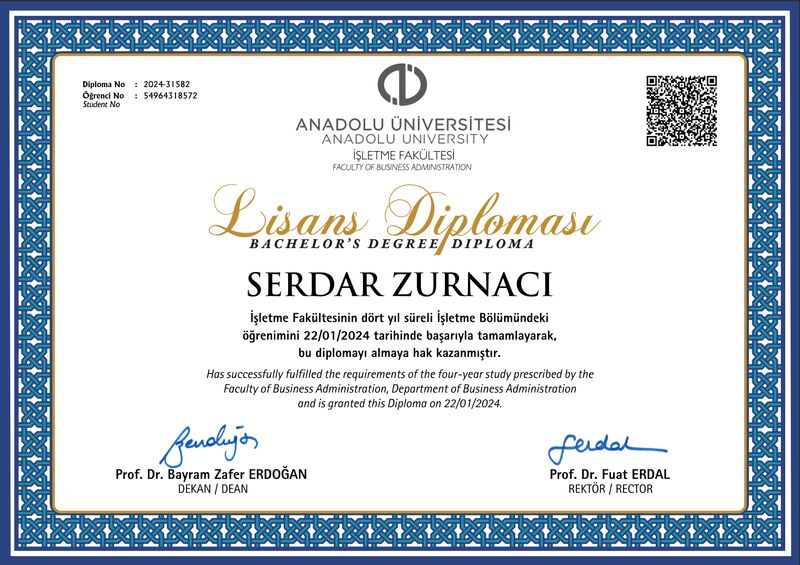 Diploma No : 2024-31582
Öğrenci No : 54964318572
Student No
ANADOLU ÜNİVERSİTESİ
ANADOLU UNIVERSITY
İŞLETME FAKÜLTESİ
FACULTY OF BUSINESS ADMINISTRATION
Lisans Diploması
BACHELOR'S DEGREE DIPLOMA
SERDAR ZURNACI
İşletme Fakültesinin dört yıl süreli İşletme Bölümündeki
öğrenimini 22/01/2024 tarihinde başarıyla tamamlayarak,
bu diplomayı almaya hak kazanmıştır.
Has successfully fulfilled the requirements of the four-year study prescribed by the
Faculty of Business Administration, Department of Business Administration
and is granted this Diploma on 22/01/2024.
Prof. Dr. Bayram Zafer ERDOĞAN
DEKAN / DEAN
Prof. Dr. Fuat ERDAL
REKTÖR / RECTOR